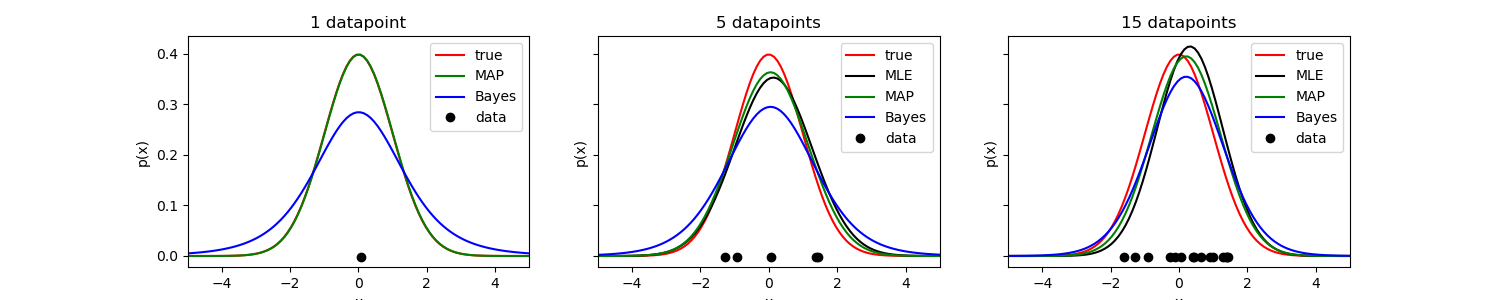 1 datapoint
p(x)
0.4
0.3
0.2
0.1
0.0
−4
−2
0
2
4
true
MAP
Bayes
data
5 datapoints
p(x)
−4
−2
0
2
4
true
MLE
MAP
Bayes
data
15 datapoints
p(x)
−4
−2
0
2
4
true
MLE
MAP
Bayes
data